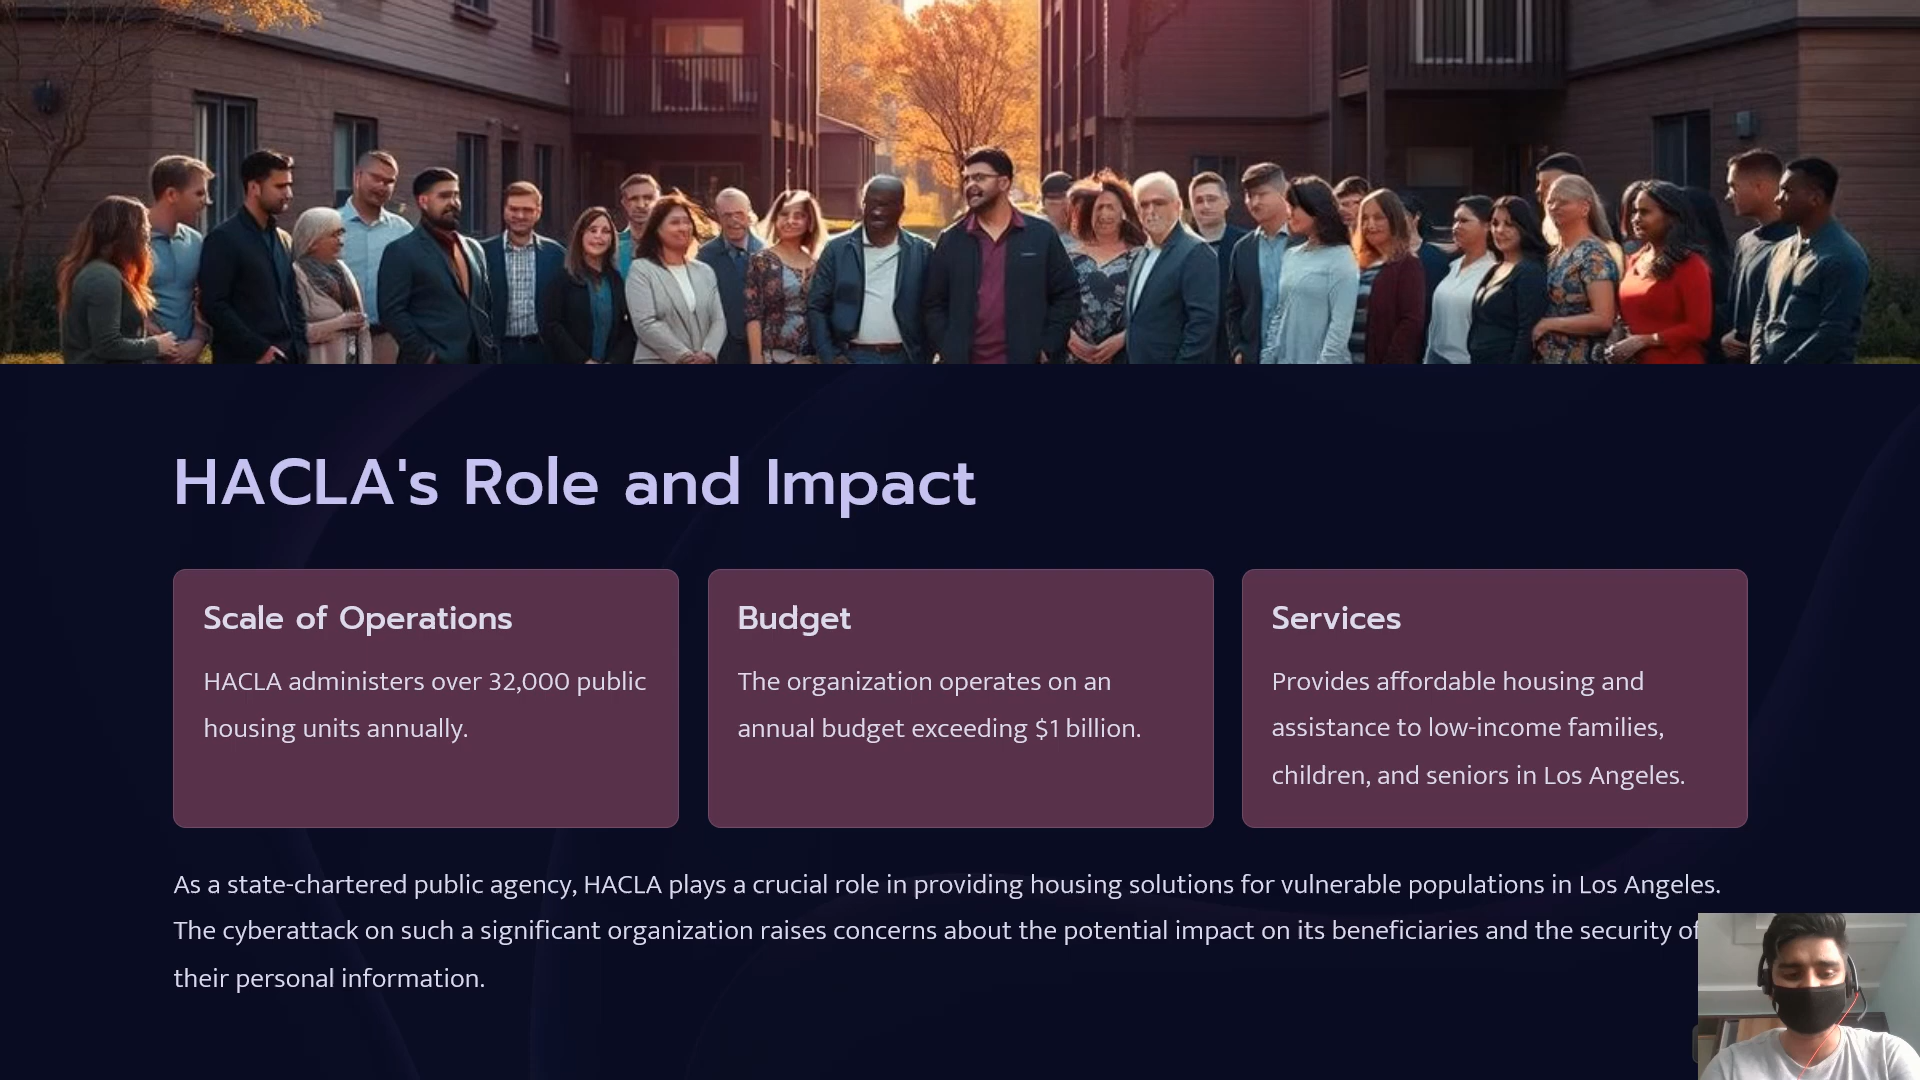 HACLA's Role and Impact
Scale of Operations
HACLA administers over 32,000 public
housing units annually.
Budget
The organization operates on an
annual budget exceeding $1 billion.
Services
Provides affordable housing and
assistance to low-income families,
children, and seniors in Los Angeles.
As a state-chartered public agency, HACLA plays a crucial role in providing housing solutions for vulnerable populations in Los Angeles.
The cyberattack on such a significant organization raises concerns about the potential impact on its beneficiaries and the security of
their personal information.